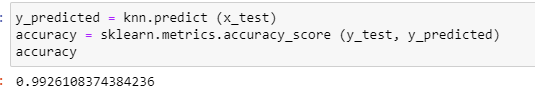 y_predicted = knn.predict (x_test)
accuracy = sklearn.metrics.accuracy_score (y_test, y_predicted)
accuracy
0.9926108374384236